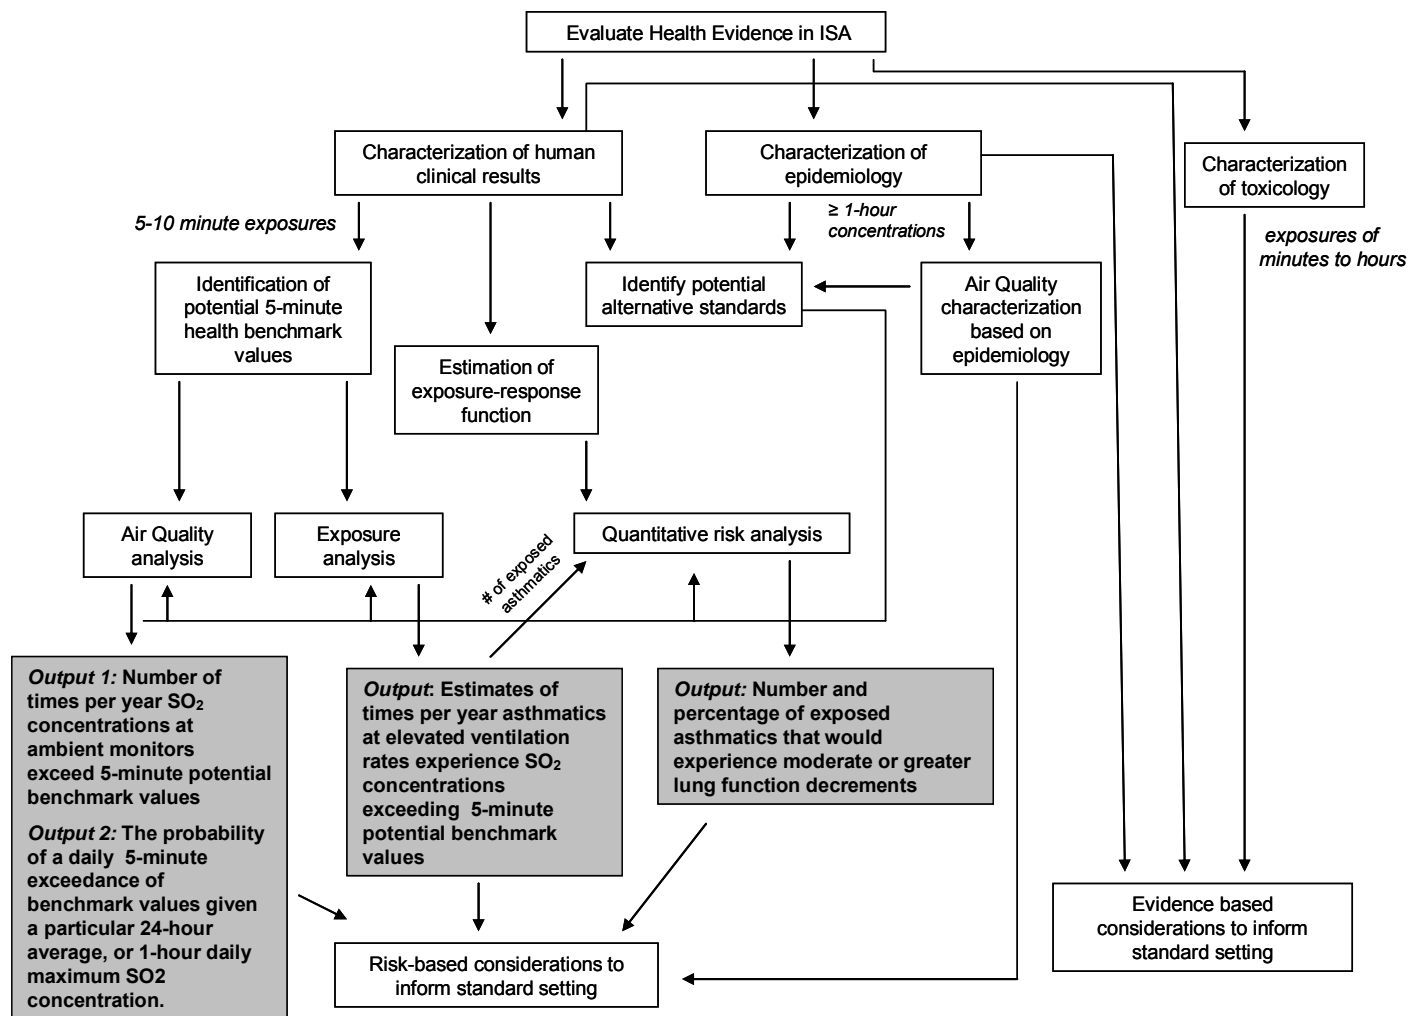 Evaluate Health Evidence in ISA
Characterization of human
clinical results
Characterization of
epidemiology
Characterization
of toxicology
5-10 minute exposures
≥ 1-hour
concentrations
exposures of
minutes to hours
Identification of
potential 5-minute
health benchmark
values
Identify potential
alternative standards
Air Quality
characterization
based on
epidemiology
Estimation of
exposure-response
function
Air Quality
analysis
Exposure
analysis
Quantitative risk analysis
# of exposed
asthmatics
Output 1: Number of
times per year SO₂
concentrations at
ambient monitors
exceed 5-minute potential
benchmark values
Output 2: The probability
of a daily 5-minute
exceedance of
benchmark values given
a particular 24-hour
average, or 1-hour daily
maximum SO2
concentration.
Output: Estimates of
times per year asthmatics
at elevated ventilation
rates experience SO₂
concentrations
exceeding 5-minute
potential benchmark
values
Output: Number and
percentage of exposed
asthmatics that would
experience moderate or greater
lung function decrements
Risk-based considerations to
inform standard setting
Evidence based
considerations to inform
standard setting